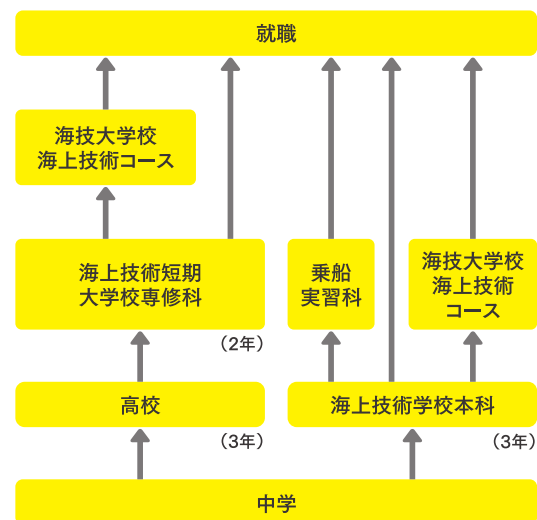 就職
海技大学校
海上技術コース
海上技術短期
大学校専修科
（2年）
乗船
実習科
海技大学校
海上技術
コース
高校
（3年）
海上技術学校本科
（3年）
中学